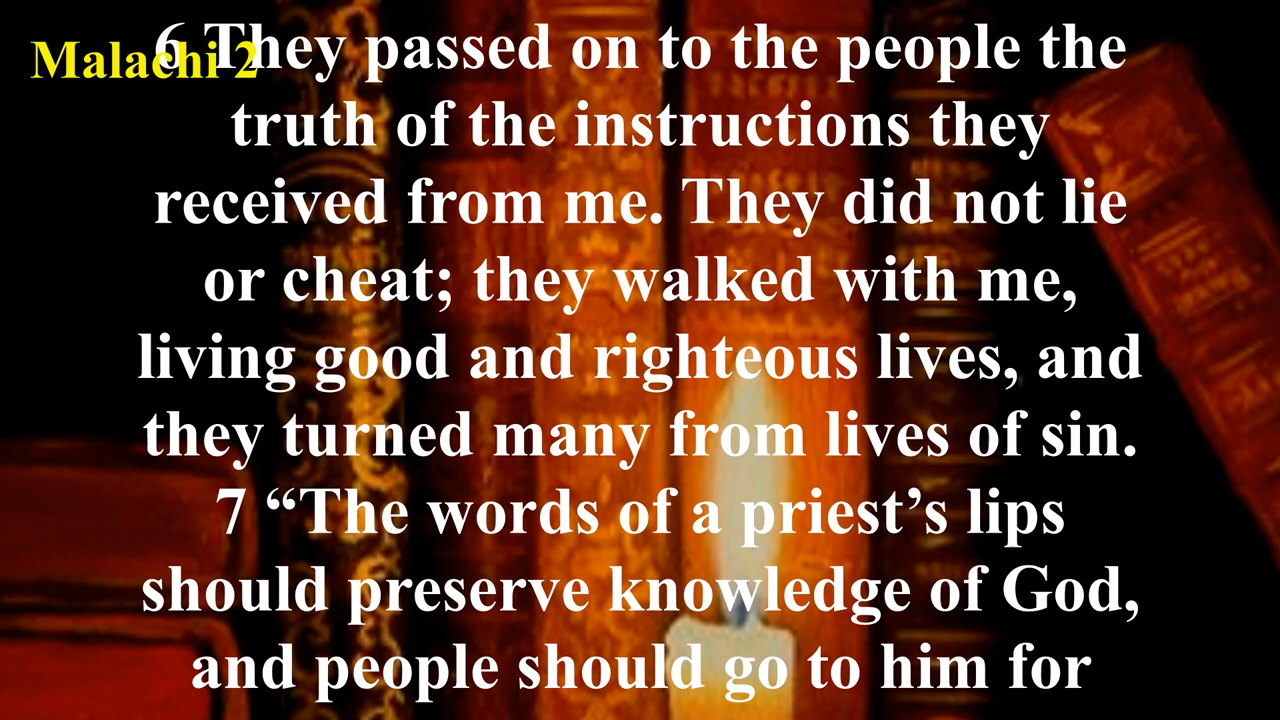 Malachi 2
6 They passed on to the people the
truth of the instructions they
received from me. They did not lie
or cheat; they walked with me,
living good and righteous lives, and
they turned many from lives of sin.
7 “The words of a priest’s lips
should preserve knowledge of God,
and people should go to him for